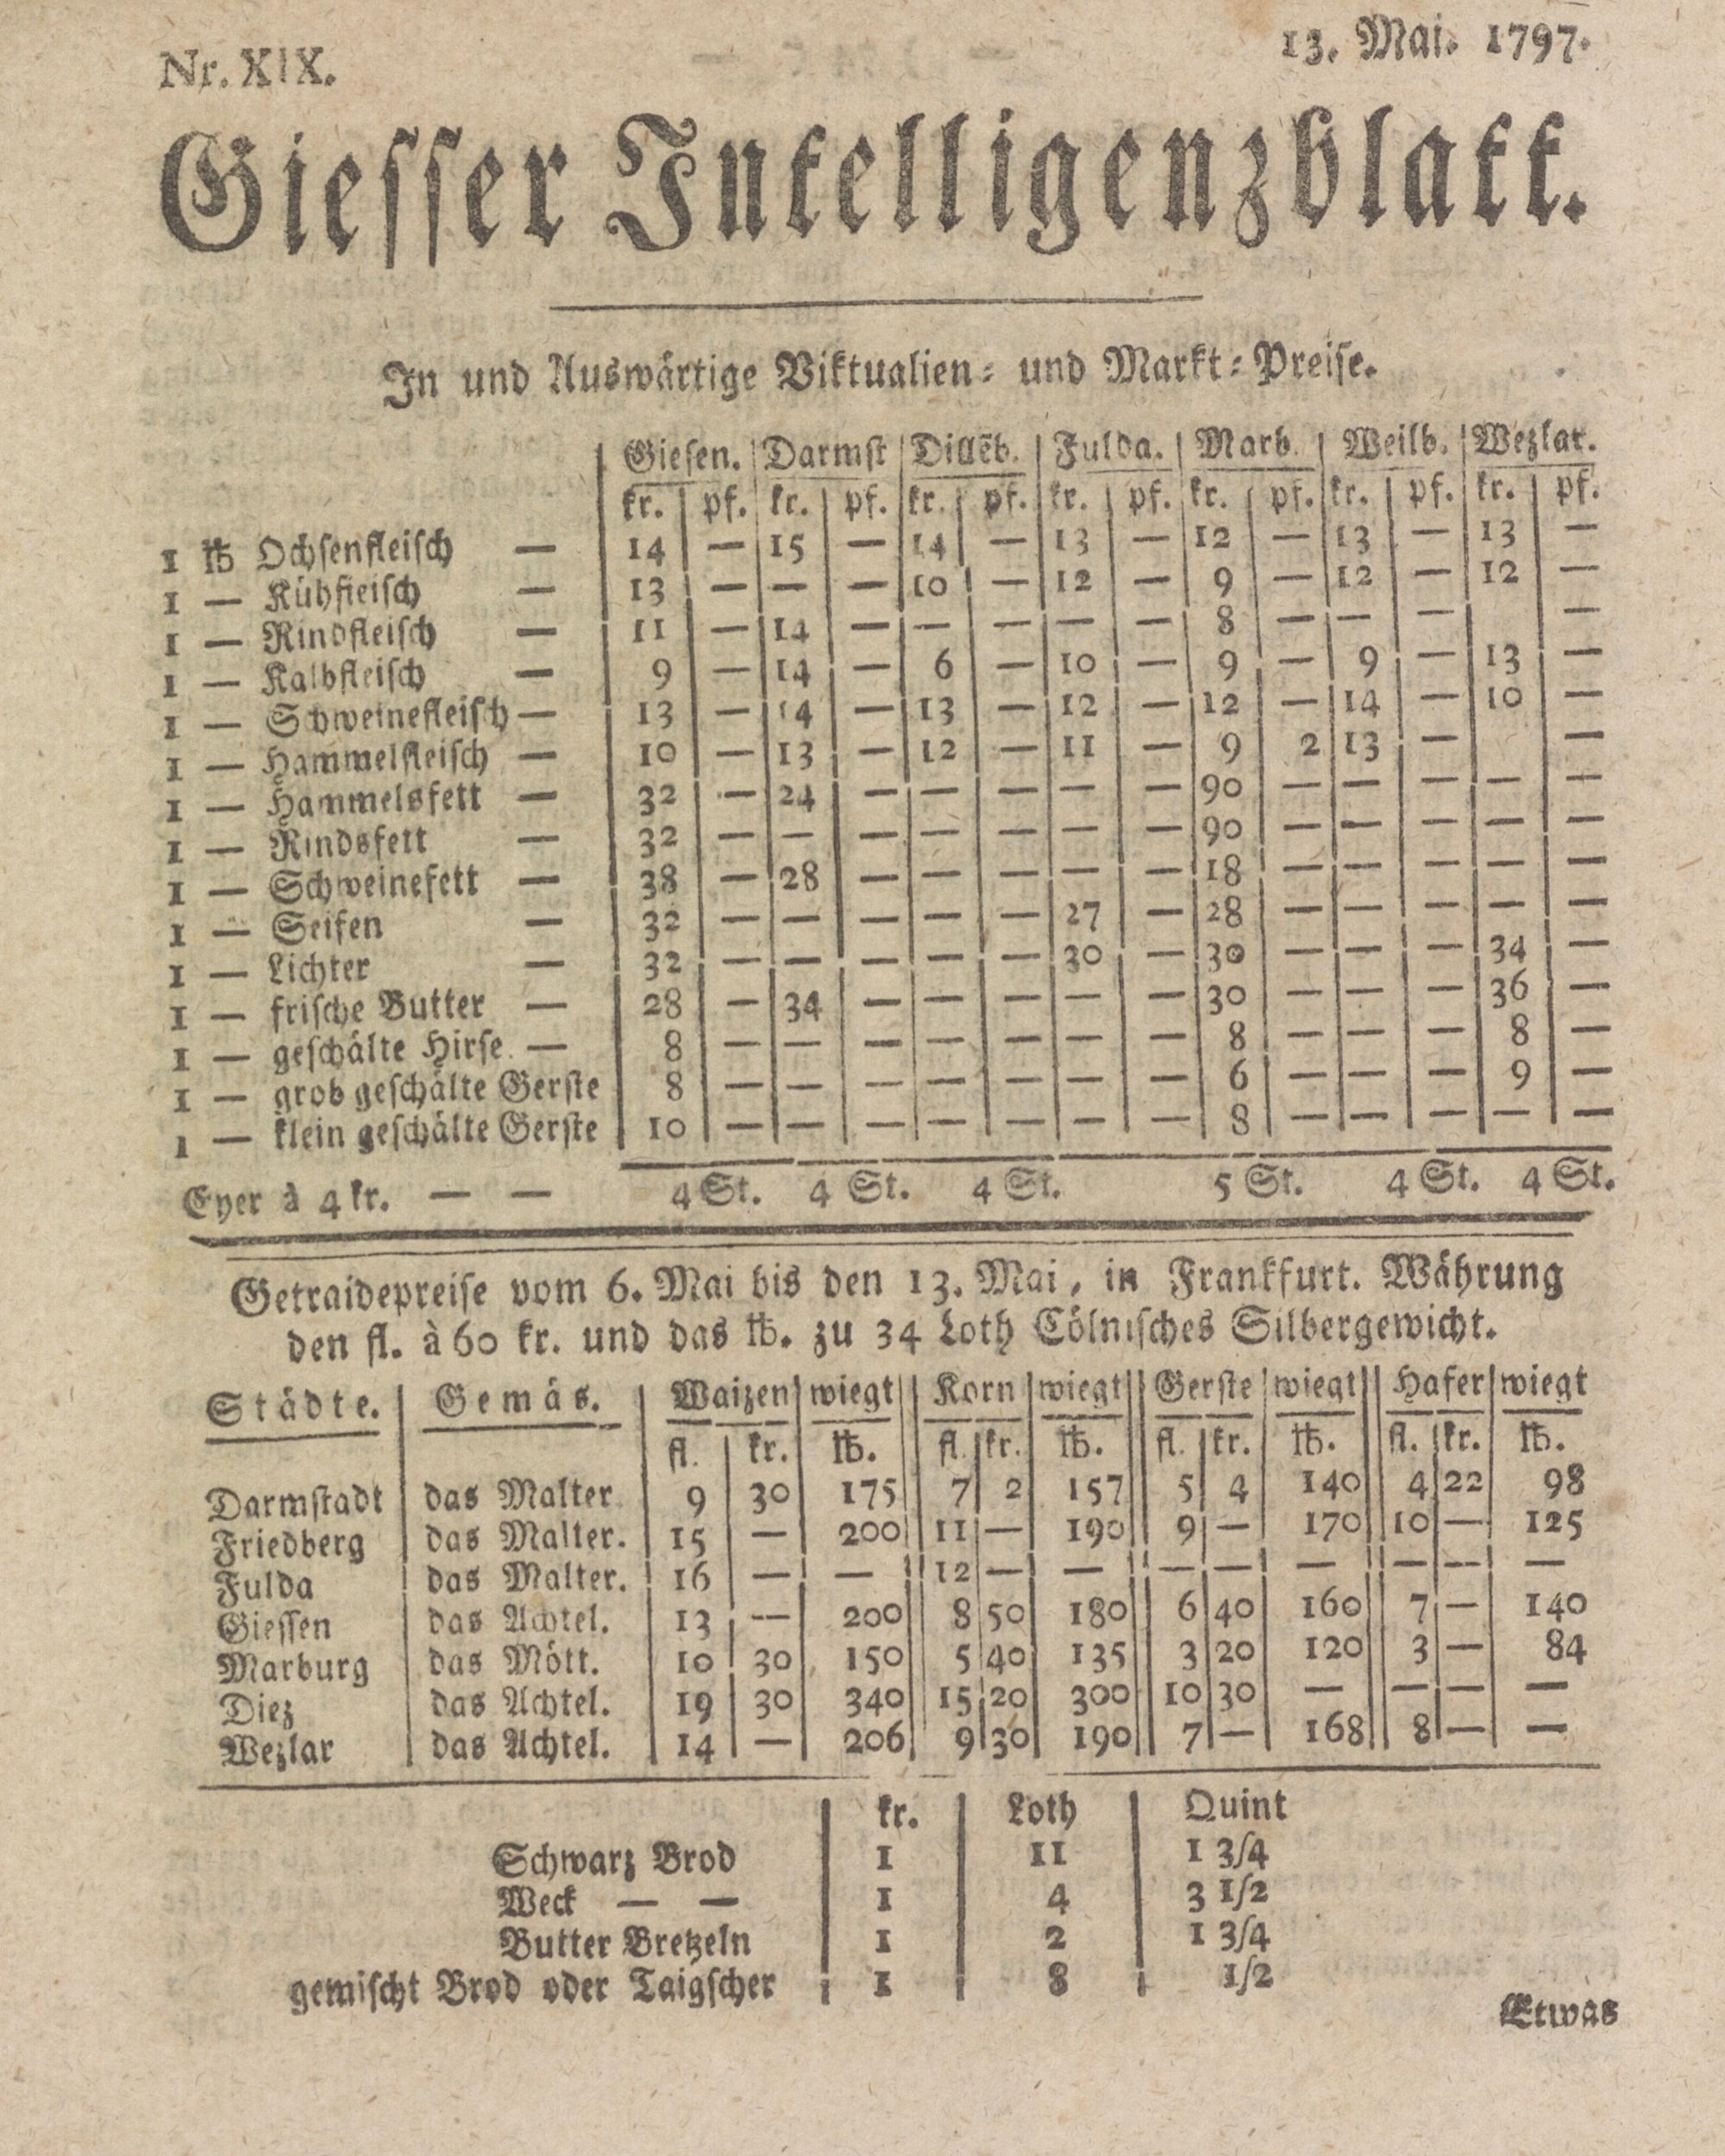 Nr. XIX.
13. Mai. 1797.
Giesser Intelligenzblatt.
In und Auswärtige Viktualien- und Markt-Preise.
Giesen. | Darmst | Dillēb. | Fulda. | Marb. | Weilb. | Wezlar.
kr. | pf. | kr. | pf. | kr. | pf. | kr. | pf. | kr. | pf. | kr. | pf. | kr. | pf.
1 ℔ Ochsenfleisch — | 14 | — | 15 | — | 14 | — | 13 | — | 12 | — | 13 | — | 13 | —
1 — Kühfleisch — | 13 | — | — | — | 10 | — | 12 | — | 9 | — | 12 | — | 12 | —
1 — Rindfleisch — | 11 | — | 14 | — | — | — | — | — | 8 | — | — | — | | —
1 — Kalbfleisch — | 9 | — | 14 | — | 6 | — | 10 | — | 9 | — | 9 | — | 13 | —
1 — Schweinefleisch — | 13 | — | 14 | — | 13 | — | 12 | — | 12 | — | 14 | — | 10 | —
1 — Hammelfleisch — | 10 | — | 13 | — | 12 | — | 11 | — | 9 | 2 | 13 | — | | —
1 — Hammelsfett — | 32 | — | 24 | — | — | — | — | — | 90 | — | — | — | — | —
1 — Rindsfett — | 32 | — | — | — | — | — | — | — | 90 | — | — | — | — | —
1 — Schweinefett — | 38 | — | 28 | — | — | — | — | — | 18 | — | — | — | — | —
1 — Seifen — | 32 | — | — | — | — | — | 27 | — | 28 | — | — | — | — | —
1 — Lichter — | 32 | — | — | — | — | — | 30 | — | 30 | — | — | — | 34 | —
1 — frische Butter — | 28 | — | 34 | — | — | — | — | — | 30 | — | — | — | 36 | —
1 — geschälte Hirse. — | 8 | — | — | — | — | — | — | — | 8 | — | — | — | 8 | —
1 — grob geschälte Gerste | 8 | — | — | — | — | — | — | — | 6 | — | — | — | 9 | —
1 — klein geschälte Gerste | 10 | — | — | — | — | — | — | — | 8 | — | — | — | — | —
Eyer à 4 kr. — — 4 St. 4 St. 4 St. 5 St. 4 St. 4 St.
Getraidepreise vom 6. Mai bis den 13. Mai, in Frankfurt. Währung
den fl. à 60 kr. und das ℔. zu 34 Loth Cölnisches Silbergewicht.
Städte. | Gemäs. | Waizen | wiegt || Korn | wiegt || Gerste | wiegt || Hafer | wiegt
fl. | kr. | ℔. || fl. | kr. | ℔. || fl. | kr. | ℔. || fl. | kr. | ℔.
Darmstadt | das Malter | 9 | 30 | 175 || 7 | 2 | 157 || 5 | 4 | 140 || 4 | 22 | 98
Friedberg | das Malter. | 15 | — | 200 || 11 | — | 190 || 9 | — | 170 || 10 | — | 125
Fulda | das Malter. | 16 | — | — || 12 | — | — || — | — | — || — | — | —
Giessen | das Achtel. | 13 | — | 200 || 8 | 50 | 180 || 6 | 40 | 160 || 7 | — | 140
Marburg | das Mött. | 10 | 30 | 150 || 5 | 40 | 135 || 3 | 20 | 120 || 3 | — | 84
Diez | das Achtel. | 19 | 30 | 340 || 15 | 20 | 300 || 10 | 30 | — || — | — | —
Wezlar | das Achtel. | 14 | — | 206 || 9 | 30 | 190 || 7 | — | 168 || 8 | — | —
| kr. | Loth | Quint
Schwarz Brod | 1 | 11 | 1 3/4
Weck — — | 1 | 4 | 3 1/2
Butter Bretzeln | 1 | 2 | 1 3/4
gemischt Brod oder Taigscher | 1 | 8 | 1/2
Etwas